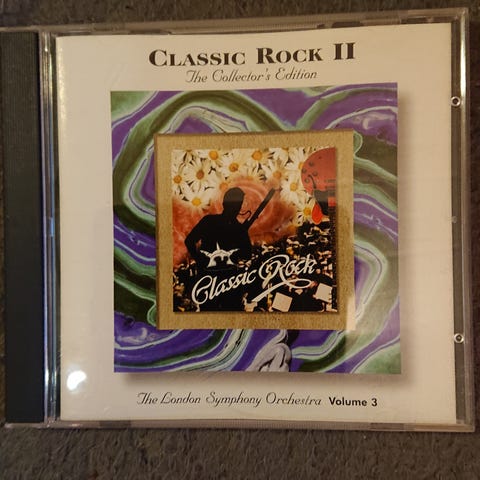 CLASSIC ROCK II
The Collector's Edition
Classic Rock
The London Symphony Orchestra Volume 3